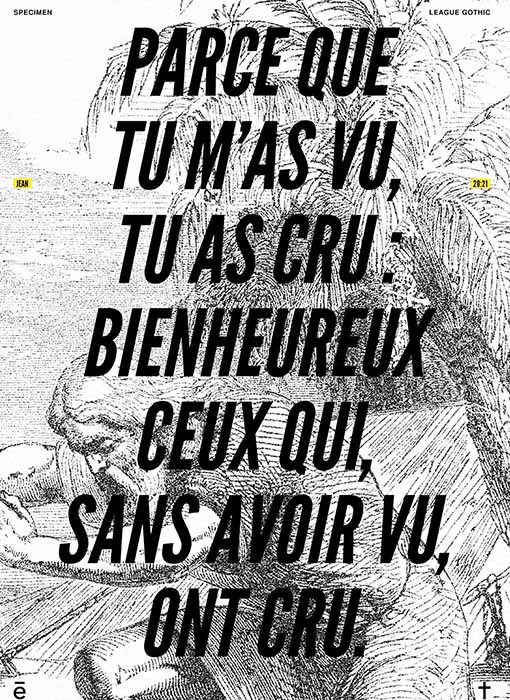 SPECIMEN
LEAGUE GOTHIC
PARCE QUE
TU M'AS VU,
JEAN
20:21
TU AS CRU :
BIENHEUREUX
CEUX QUI,
SANS AVOIR VU,
ONT CRU.
ē
t